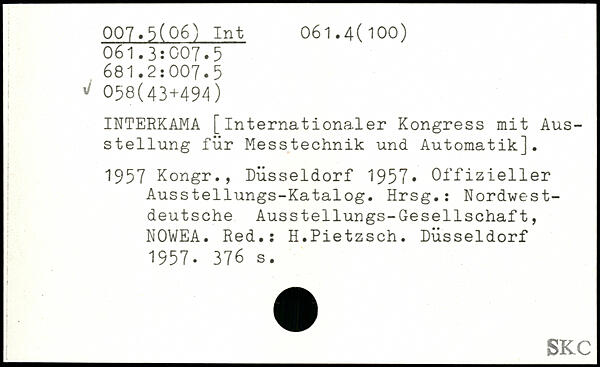 007.5(06) Int 061.4(100)
061.3:007.5
681.2:007.5
✓ 058(43+494)
INTERKAMA [Internationaler Kongress mit Aus-
stellung für Messtechnik und Automatik].
1957 Kongr., Düsseldorf 1957. Offizieller
Ausstellungs-Katalog. Hrsg.: Nordwest-
deutsche Ausstellungs-Gesellschaft,
NOWEA. Red.: H.Pietzsch. Düsseldorf
1957. 376 s.
SKC